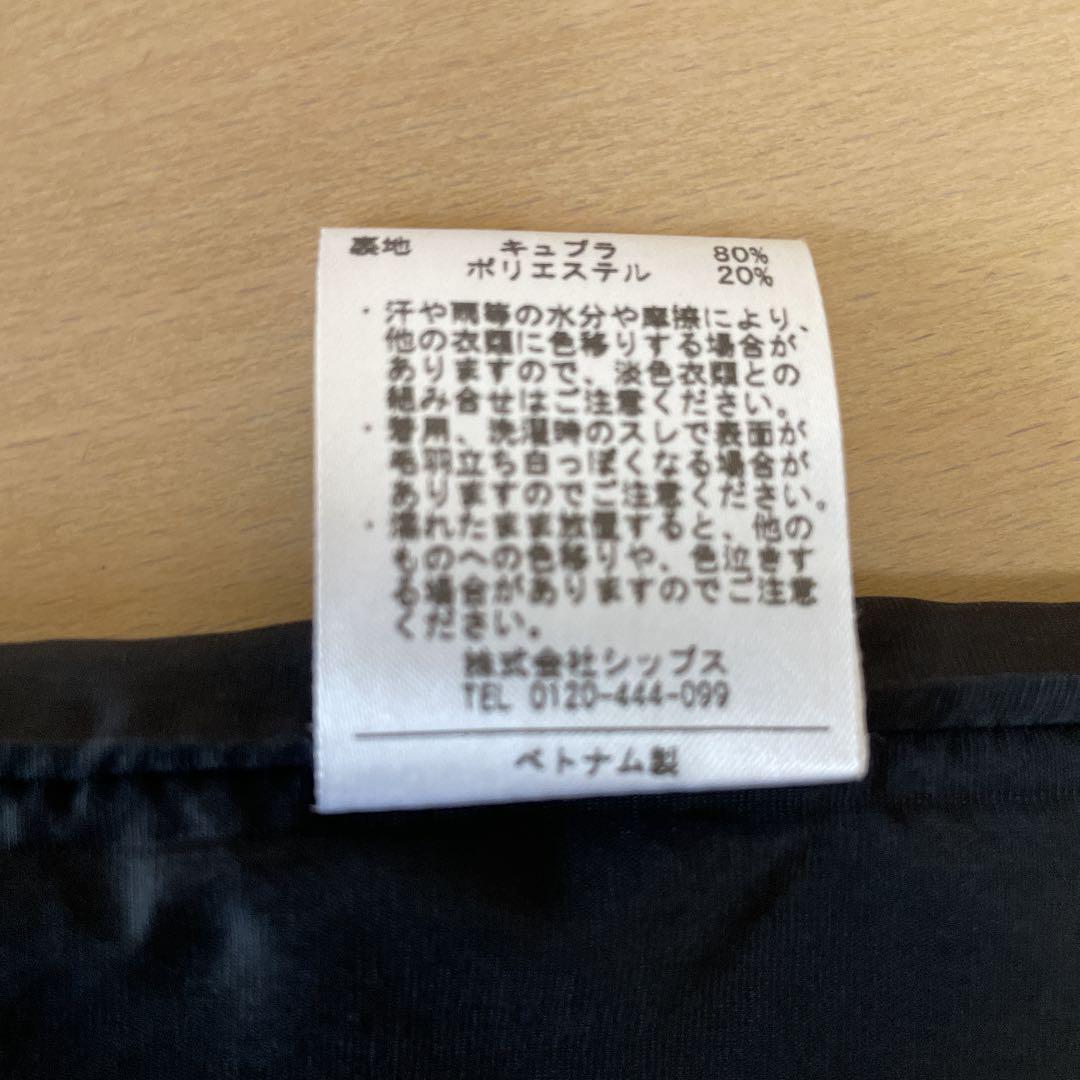 裏地 キュプラ 80%
ポリエステル 20%
・汗や雨等の水分や摩擦により、
他の衣類に色移りする場合が
ありますので、淡色衣類との
組み合せはご注意ください。
・着用、洗濯時のスレで表面が
毛羽立ち白っぽくなる場合が
ありますのでご注意ください。
・濡れたまま放置すると、他の
ものへの色移りや、色泣きす
る場合がありますのでご注意
ください。
株式会社シップス
TEL 0120-444-099
ベトナム製